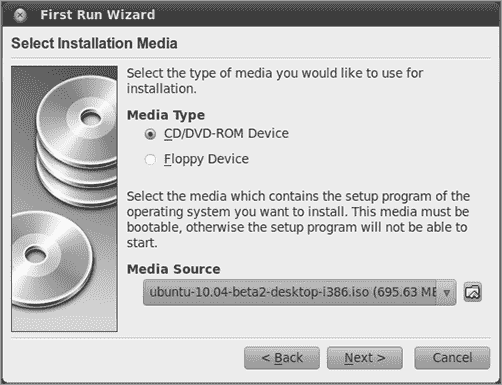 First Run Wizard
Select Installation Media
Select the type of media you would like to use for
installation.
Media Type
CD/DVD-ROM Device
Floppy Device
Select the media which contains the setup program of the
operating system you want to install. This media must be
bootable, otherwise the setup program will not be able to
start.
Media Source
ubuntu-10.04-beta2-desktop-i386.iso (695.63 ME
< Back
Next >
Cancel